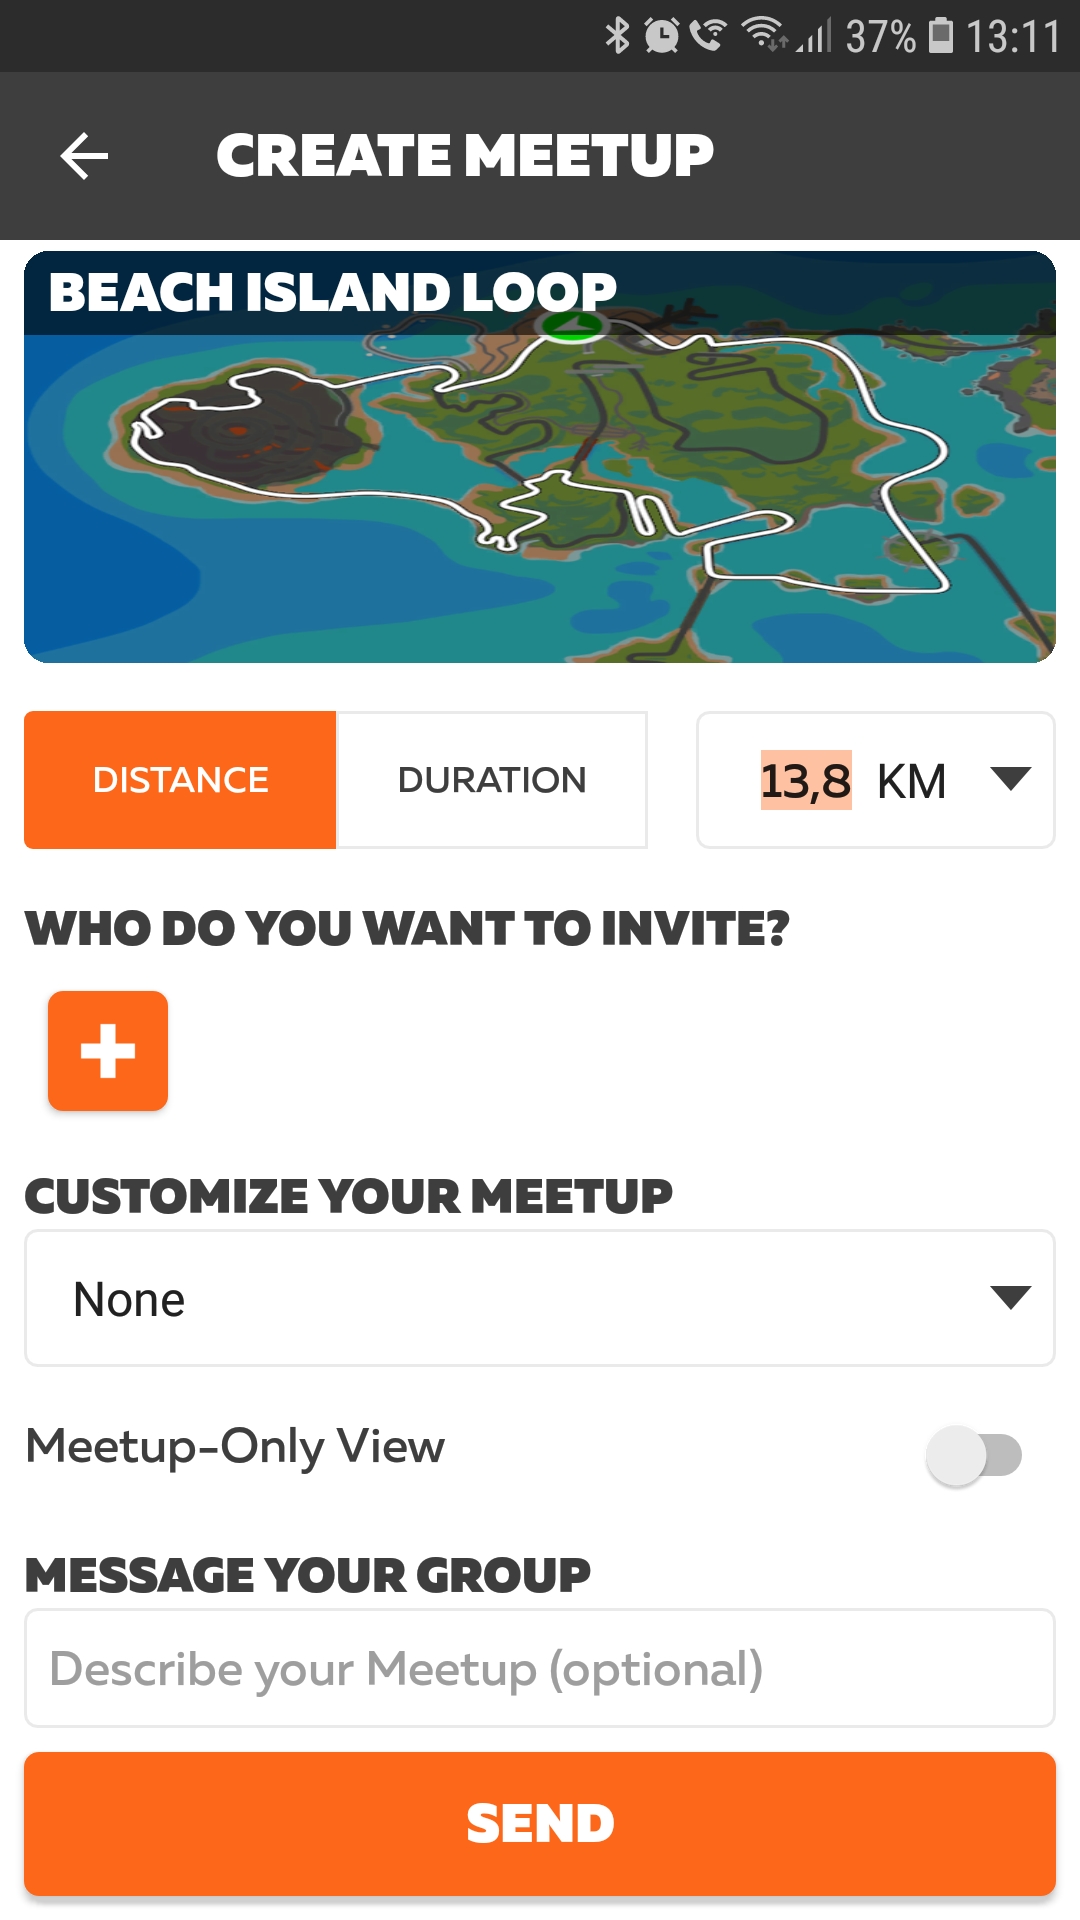 37% 13:11
CREATE MEETUP
BEACH ISLAND LOOP
DISTANCE DURATION 13,8 KM
WHO DO YOU WANT TO INVITE?
CUSTOMIZE YOUR MEETUP
None
Meetup-Only View
MESSAGE YOUR GROUP
Describe your Meetup (optional)
SEND